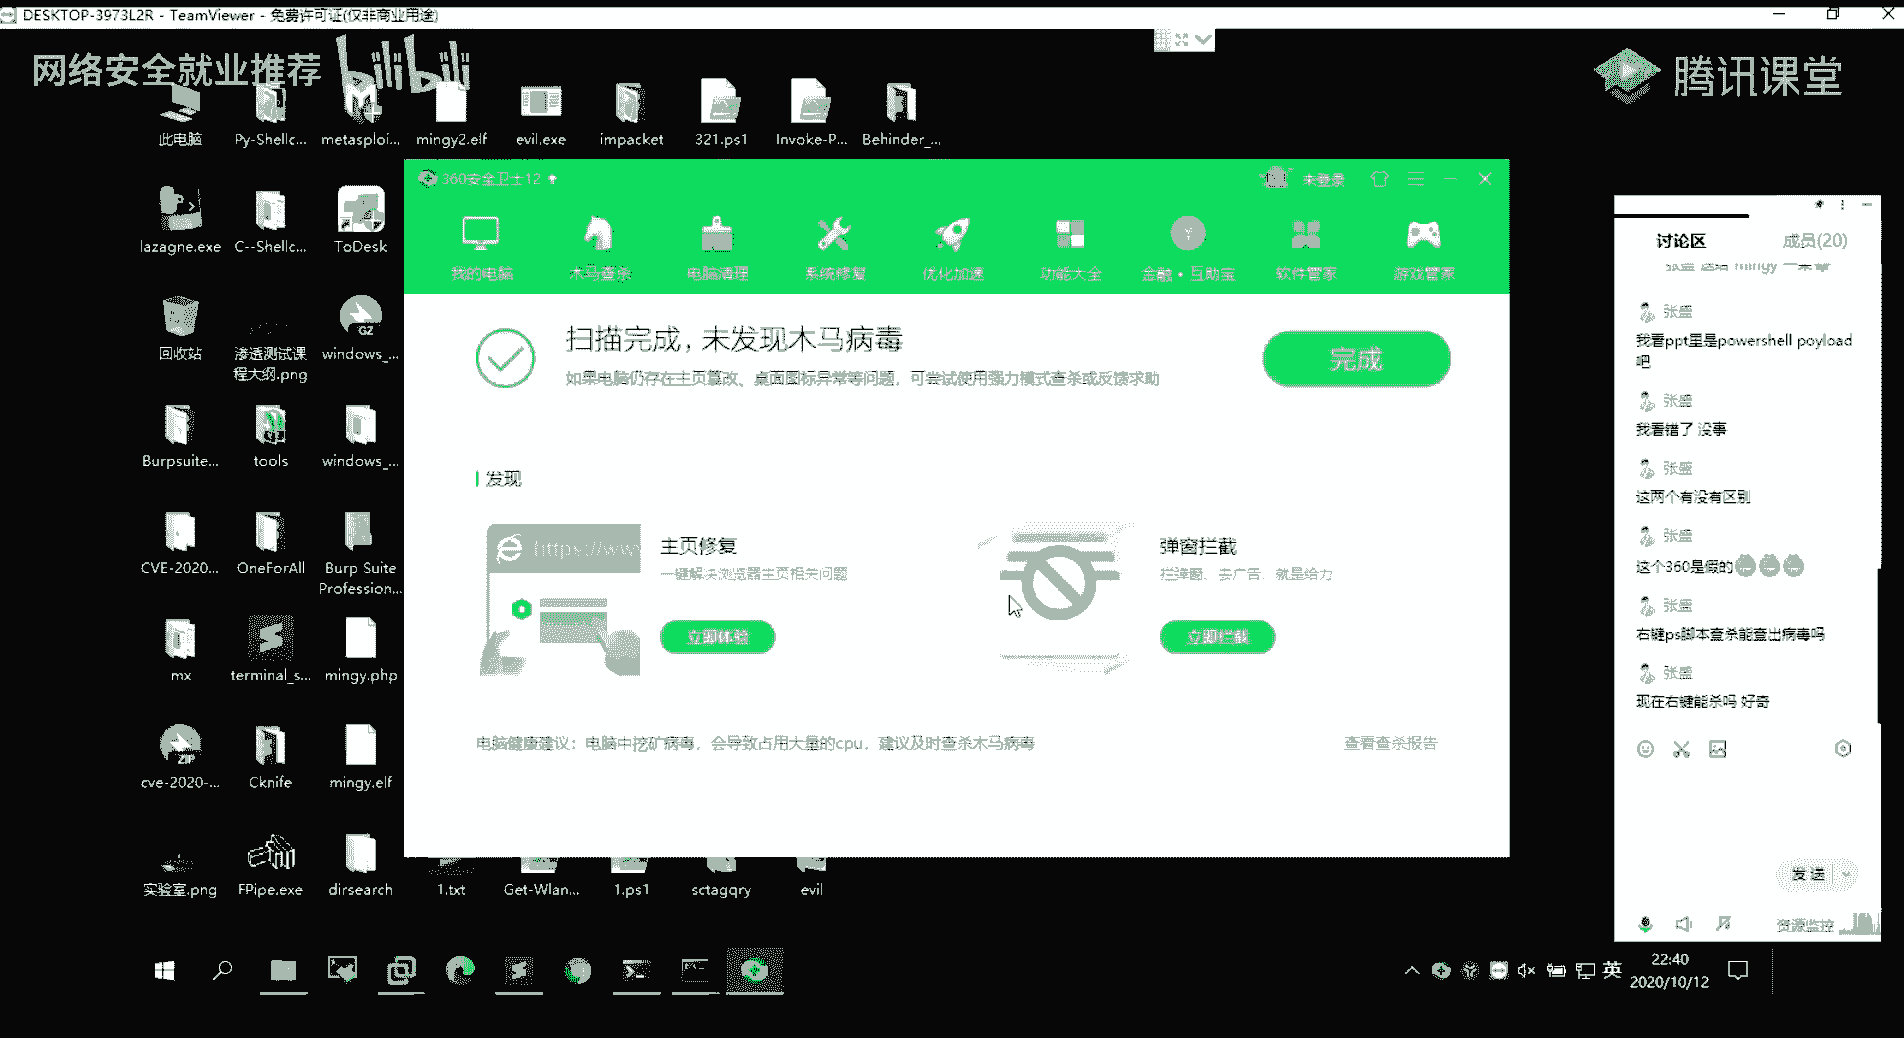 DESKTOP-3973L2R - TeamViewer - 免费许可证(仅非商业用途)
网络安全就业推荐
bilibili
腾讯课堂
此电脑
Py-Shellc...
metasploi...
mingy2.elf
evil.exe
impacket
321.ps1
Invoke-P...
Behinder_...
lazagne.exe
C--Shellc...
ToDesk
回收站
渗透测试课
程大纲.png
windows_...
Burpsuite...
tools
windows_...
CVE-2020...
OneForAll
Burp Suite
Profession...
mx
terminal_s...
mingy.php
cve-2020-...
Cknife
mingy.elf
实验室.png
FPipe.exe
dirsearch
1.txt
Get-Wlan...
1.ps1
sctagqry
evil
360安全卫士12
未登录
我的电脑
木马查杀
电脑清理
系统修复
优化加速
功能大全
金融·互助宝
软件管家
游戏管家
扫描完成，未发现木马病毒
如果电脑仍存在主页篡改、桌面图标异常等问题，可尝试使用强力模式查杀或反馈求助
完成
发现
https://www
主页修复
一键解决浏览器主页相关问题
立即体验
弹窗拦截
拦弹窗、去广告，就是给力
立即拦截
电脑健康建议：电脑中挖矿病毒，会导致占用大量的cpu，建议及时查杀木马病毒
查看查杀报告
讨论区
成员(20)
张盛
我看ppt里是powershell poyload
吧
张盛
我看错了 没事
张盛
这两个有没有区别
张盛
这个360是假的
张盛
右键ps脚本查杀能查出病毒吗
张盛
现在右键能杀吗 好奇
发送
资源监控
英
22:40
2020/10/12